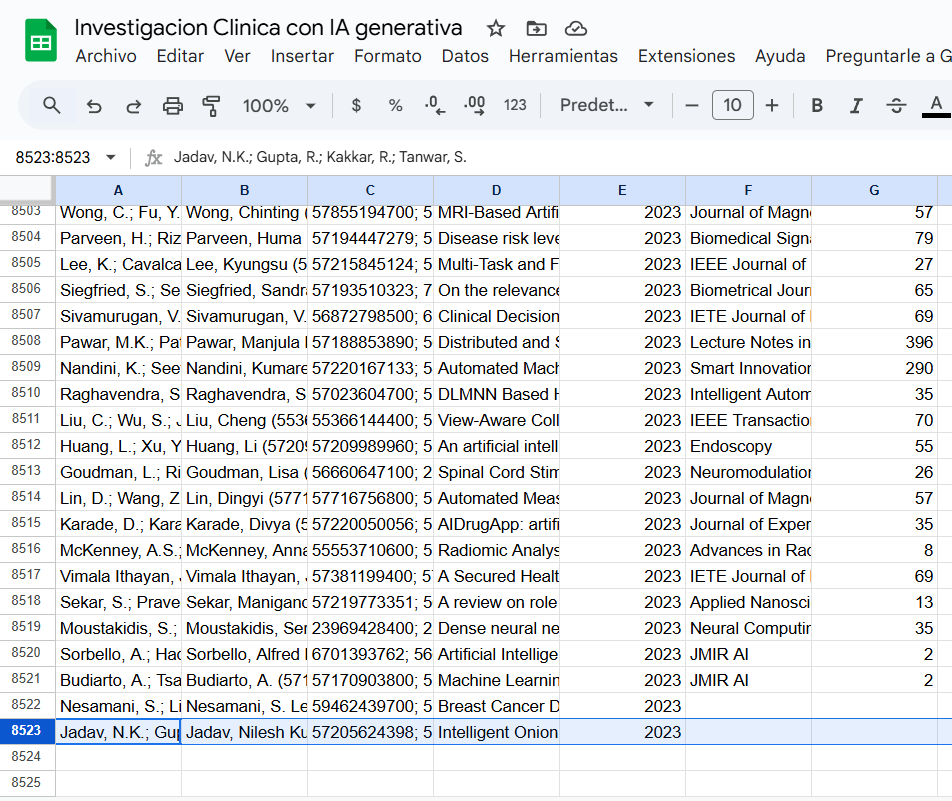 Investigacion Clinica con IA generativa
Archivo Editar Ver Insertar Formato Datos Herramientas Extensiones Ayuda Preguntarle a G
100% $ % .0 .00 123 Predet... 10 B I A
8523:8523 fx Jadav, N.K.; Gupta, R.; Kakkar, R.; Tanwar, S.
A B C D E F G
8503 Wong, C.; Fu, Y. Wong, Chinting ( 57855194700; 5 MRI-Based Artifi 2023 Journal of Magne 57
8504 Parveen, H.; Riz Parveen, Huma 57194447279; 5 Disease risk leve 2023 Biomedical Signa 79
8505 Lee, K.; Cavalca Lee, Kyungsu (5 57215845124; 5 Multi-Task and F 2023 IEEE Journal of 27
8506 Siegfried, S.; Se Siegfried, Sandra 57193510323; 7 On the relevance 2023 Biometrical Journ 65
8507 Sivamurugan, V. Sivamurugan, V. 56872798500; 6 Clinical Decision 2023 IETE Journal of 69
8508 Pawar, M.K.; Pat Pawar, Manjula 57188853890; 5 Distributed and S 2023 Lecture Notes in 396
8509 Nandini, K.; See Nandini, Kumare 57220167133; 5 Automated Mach 2023 Smart Innovation 290
8510 Raghavendra, S Raghavendra, S 57023604700; 5 DLMNN Based H 2023 Intelligent Autom 35
8511 Liu, C.; Wu, S.; J Liu, Cheng (5536 55366144400; 5 View-Aware Coll 2023 IEEE Transactio 70
8512 Huang, L.; Xu, Y Huang, Li (57209 57209989960; 5 An artificial intell 2023 Endoscopy 55
8513 Goudman, L.; Ri Goudman, Lisa ( 56660647100; 2 Spinal Cord Stim 2023 Neuromodulation 26
8514 Lin, D.; Wang, Z Lin, Dingyi (5771 57716756800; 5 Automated Meas 2023 Journal of Magne 57
8515 Karade, D.; Kara Karade, Divya (5 57220050056; 5 AIDrugApp: artifi 2023 Journal of Exper 35
8516 McKenney, A.S.; McKenney, Anna 55553710600; 5 Radiomic Analys 2023 Advances in Rad 8
8517 Vimala Ithayan, J Vimala Ithayan, J 57381199400; 5 A Secured Healt 2023 IETE Journal of 69
8518 Sekar, S.; Prave Sekar, Maniganc 57219773351; 5 A review on role 2023 Applied Nanosci 13
8519 Moustakidis, S.; Moustakidis, Ser 23969428400; 2 Dense neural ne 2023 Neural Computin 35
8520 Sorbello, A.; Hac Sorbello, Alfred 6701393762; 56 Artificial Intellige 2023 JMIR AI 2
8521 Budiarto, A.; Tsa Budiarto, A. (571 57170903800; 5 Machine Learnin 2023 JMIR AI 2
8522 Nesamani, S.; Li Nesamani, S. Le 59462439700; 5 Breast Cancer D 2023
8523 Jadav, N.K.; Gup Jadav, Nilesh Ku 57205624398; 5 Intelligent Onion 2023
8524
8525